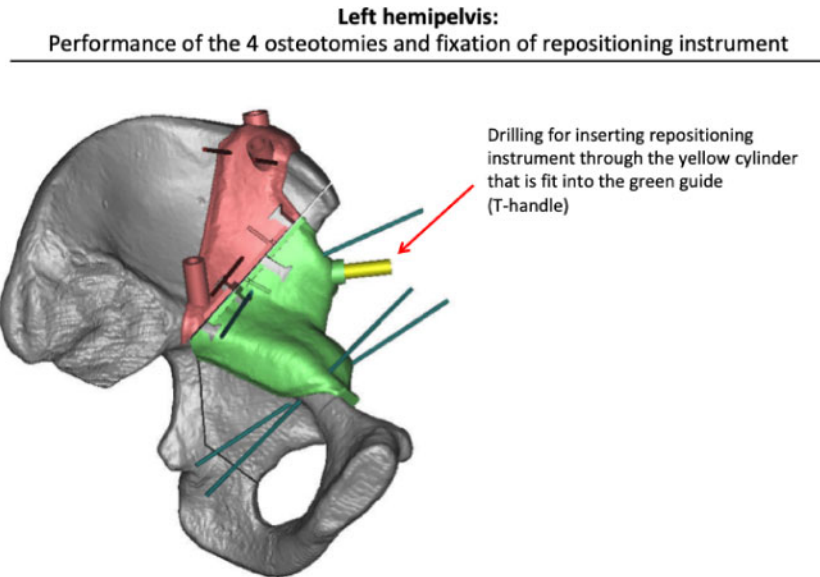 Left hemipelvis:
Performance of the 4 osteotomies and fixation of repositioning instrument
Drilling for inserting repositioning
instrument through the yellow cylinder
that is fit into the green guide
(T-handle)